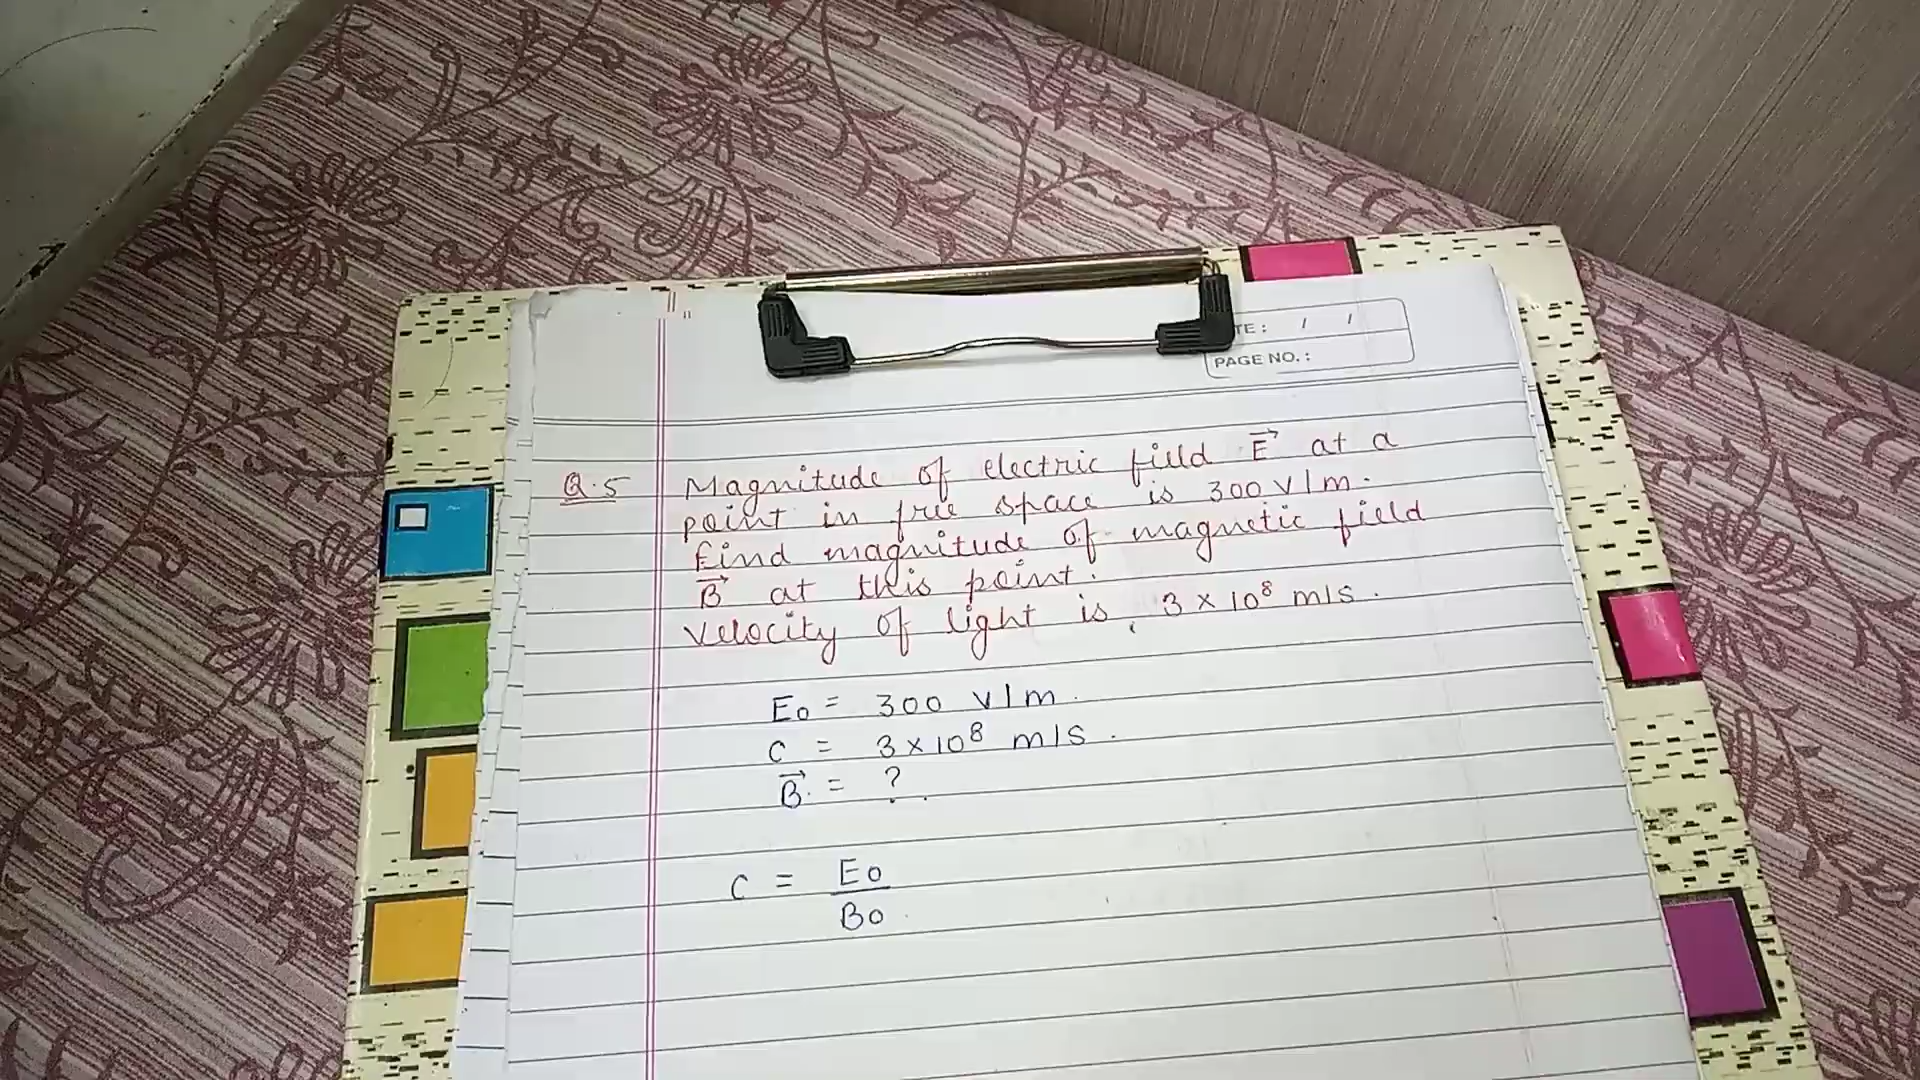 TE: / /
PAGE NO.:
Q.5 Magnitude of electric field E⃗ at a
point in free space is 300 V/m.
Find magnitude of magnetic field
B⃗ at this point.
Velocity of light is 3 × 10⁸ m/s.
E₀ = 300 V/m.
C = 3 × 10⁸ m/s.
B⃗ = ?
C = E₀
B₀